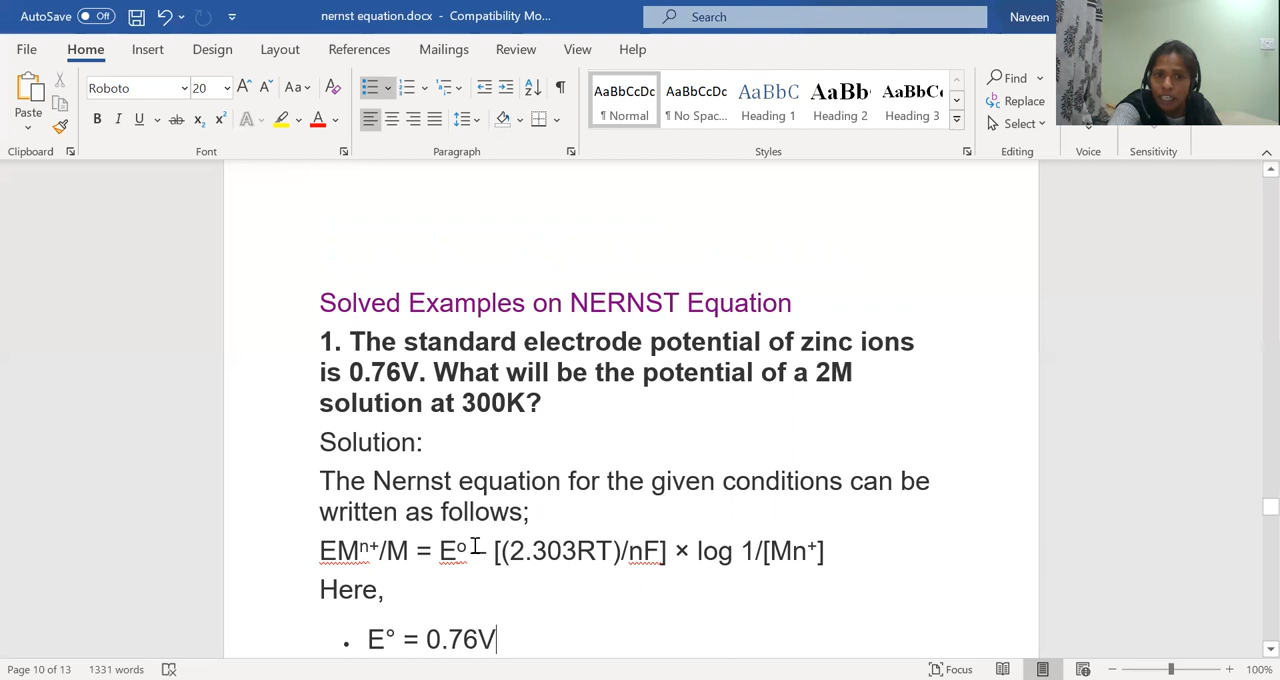 AutoSave Off nernst equation.docx - Compatibility Mo... Search Naveen
File Home Insert Design Layout References Mailings Review View Help
Paste Roboto 20 Aa AaBbCcDc AaBbCcDc AaBbC AaBb( AaBbC( Find
¶ Normal ¶ No Spac... Heading 1 Heading 2 Heading 3 Replace
Select
Clipboard Font Paragraph Styles Editing Voice Sensitivity
Solved Examples on NERNST Equation
1. The standard electrode potential of zinc ions
is 0.76V. What will be the potential of a 2M
solution at 300K?
Solution:
The Nernst equation for the given conditions can be
written as follows;
EMⁿ⁺/M = Eº – [(2.303RT)/nF] × log 1/[Mn⁺]
Here,
• E° = 0.76V
Page 10 of 13 1331 words Focus 100%